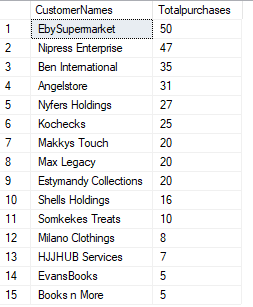 CustomerNames Totalpurchases
1 EbySupermarket 50
2 Nipress Enterprise 47
3 Ben International 35
4 Angelstore 31
5 Nyfers Holdings 27
6 Kochecks 25
7 Makkys Touch 20
8 Max Legacy 20
9 Estymandy Collections 20
10 Shells Holdings 16
11 Somkekes Treats 10
12 Milano Clothings 8
13 HJJHUB Services 7
14 EvansBooks 5
15 Books n More 5